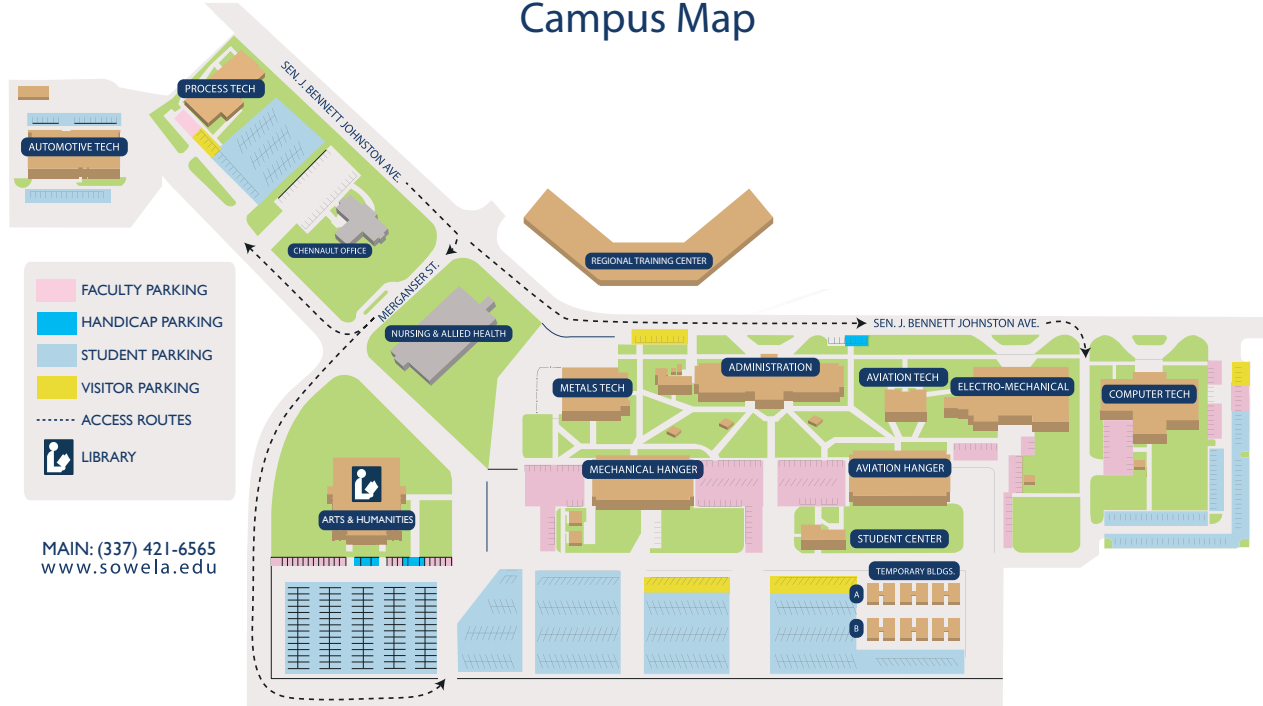 Campus Map
SEN. J. BENNETT JOHNSTON AVE.
PROCESS TECH
AUTOMOTIVE TECH
CHENNAULT OFFICE
REGIONAL TRAINING CENTER
MERGANSER ST.
NURSING & ALLIED HEALTH
SEN. J. BENNETT JOHNSTON AVE.
FACULTY PARKING
HANDICAP PARKING
STUDENT PARKING
VISITOR PARKING
ACCESS ROUTES
LIBRARY
METALS TECH
ADMINISTRATION
AVIATION TECH
ELECTRO-MECHANICAL
COMPUTER TECH
MECHANICAL HANGER
AVIATION HANGER
ARTS & HUMANITIES
STUDENT CENTER
TEMPORARY BLDGS.
A
B
MAIN: (337) 421-6565
www.sowela.edu